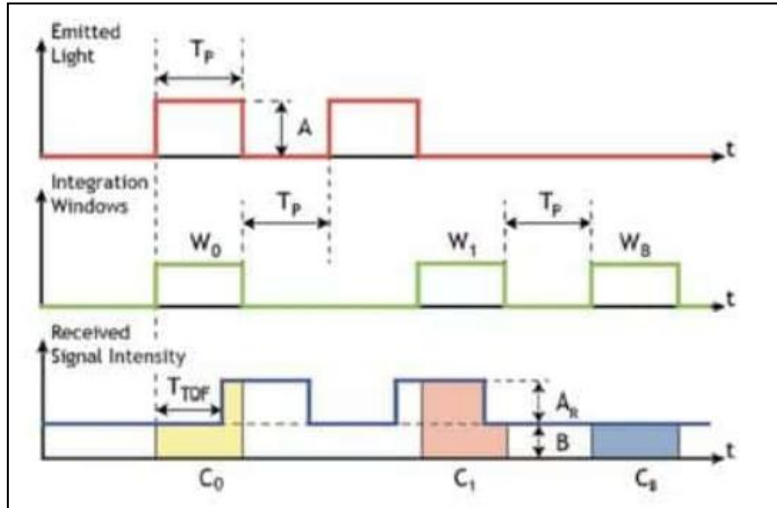 Emitted
Light
T_P
A
t
Integration
Windows
T_P
T_P
W_0
W_1
W_B
t
Received
Signal Intensity
T_TOF
A_R
B
t
C_0
C_1
C_B